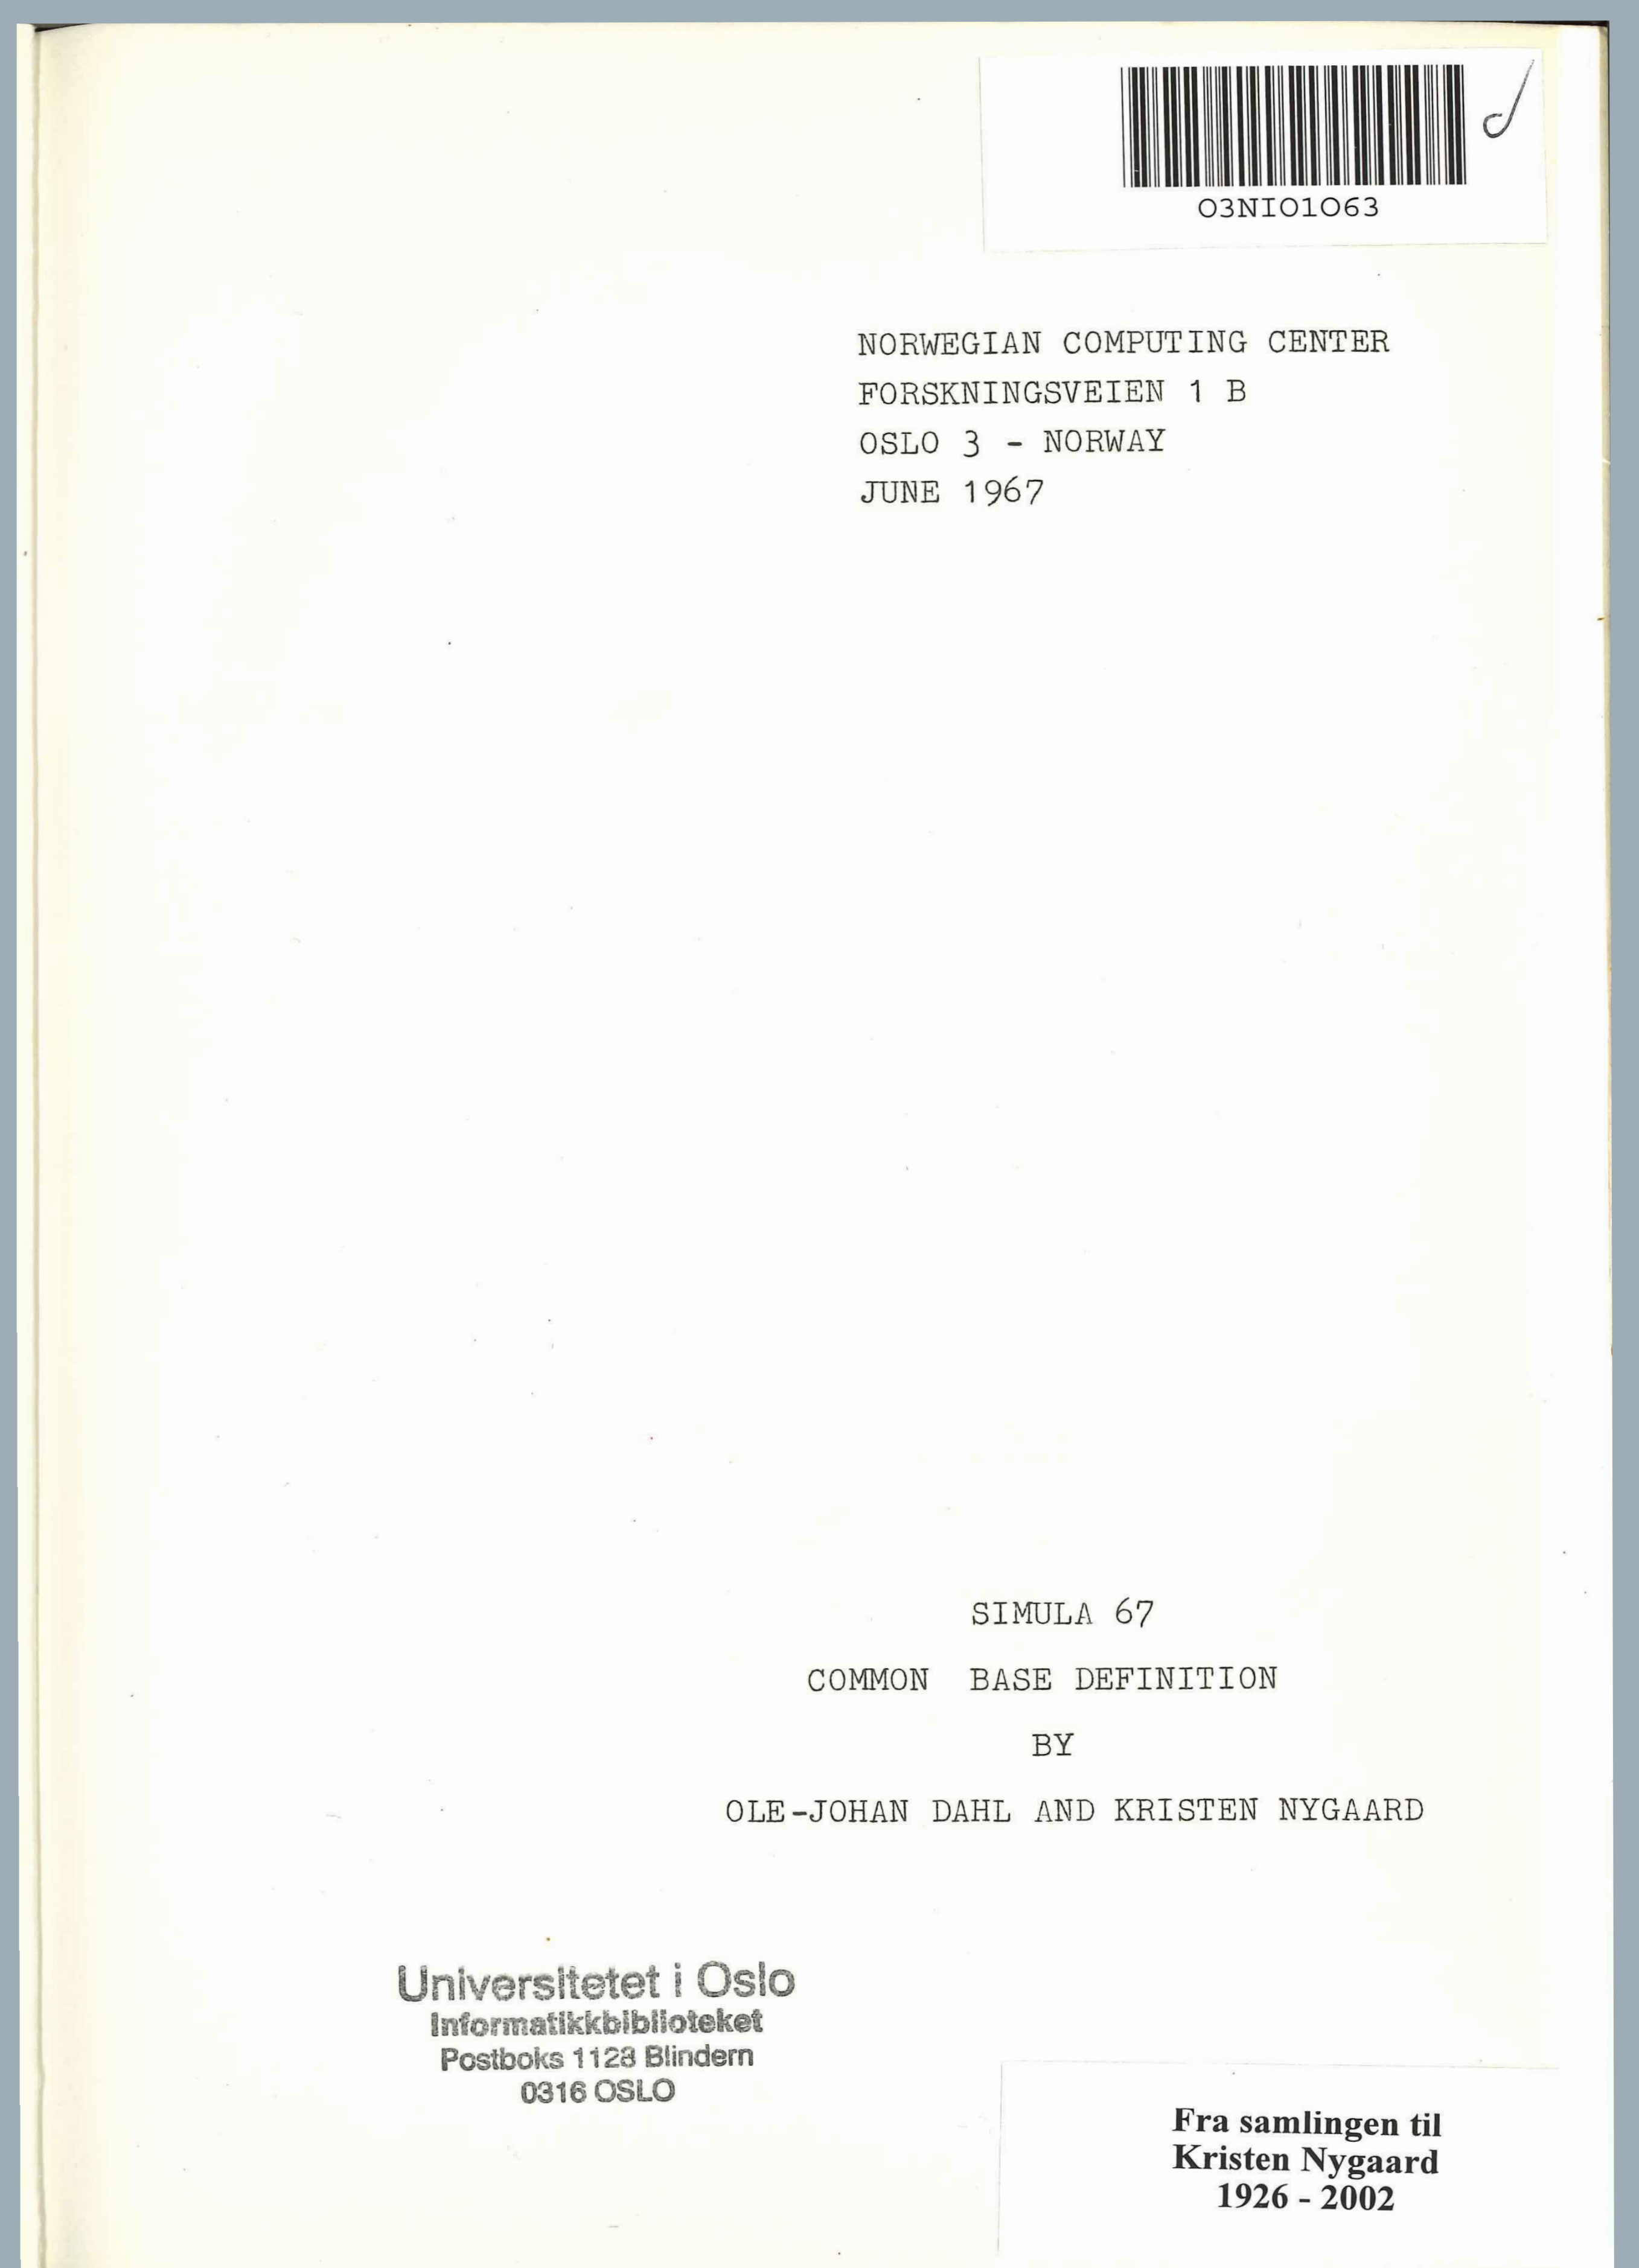 O3NIO1O63
NORWEGIAN COMPUTING CENTER
FORSKNINGSVEIEN 1 B
OSLO 3 - NORWAY
JUNE 1967
SIMULA 67
COMMON BASE DEFINITION
BY
OLE-JOHAN DAHL AND KRISTEN NYGAARD
Universitetet i Oslo
Informatikkbiblioteket
Postboks 1123 Blindern
0316 OSLO
Fra samlingen til
Kristen Nygaard
1926 - 2002